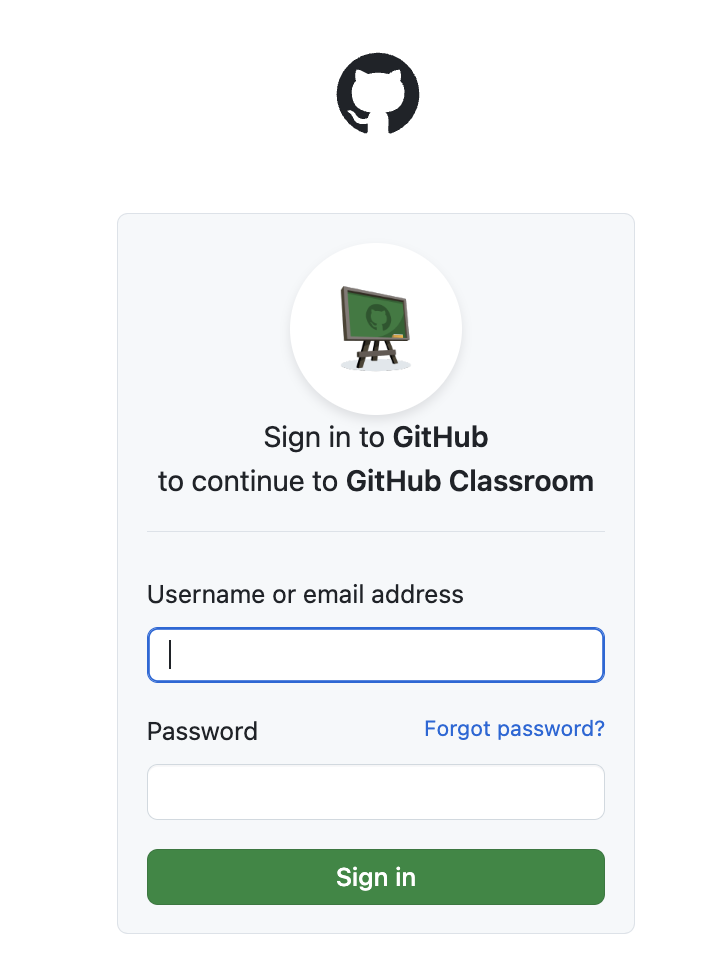 Sign in to GitHub
to continue to GitHub Classroom
Username or email address
Password Forgot password?
Sign in